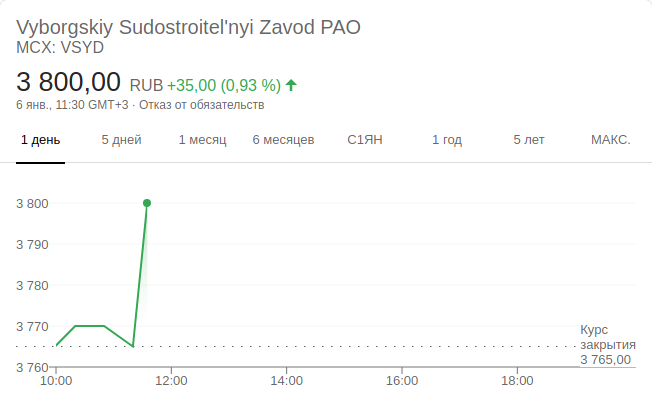 Vyborgskiy Sudostroitel'nyi Zavod PAO
MCX: VSYD
3 800,00 RUB +35,00 (0,93 %)
6 янв., 11:30 GMT+3 · Отказ от обязательств
1 день 5 дней 1 месяц 6 месяцев С1ЯН 1 год 5 лет МАКС.
3 800
3 790
3 780
3 770
3 760
Курс
закрытия
3 765,00
10:00 12:00 14:00 16:00 18:00